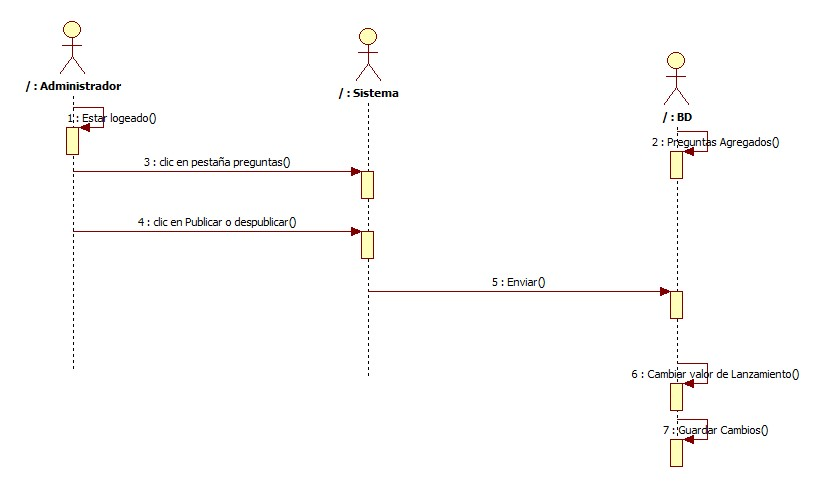 / : Administrador
/ : Sistema
/ : BD
1 : Estar logeado()
2 : Preguntas Agregados()
3 : clic en pestaña preguntas()
4 : clic en Publicar o despublicar()
5 : Enviar()
6 : Cambiar valor de Lanzamiento()
7 : Guardar Cambios()